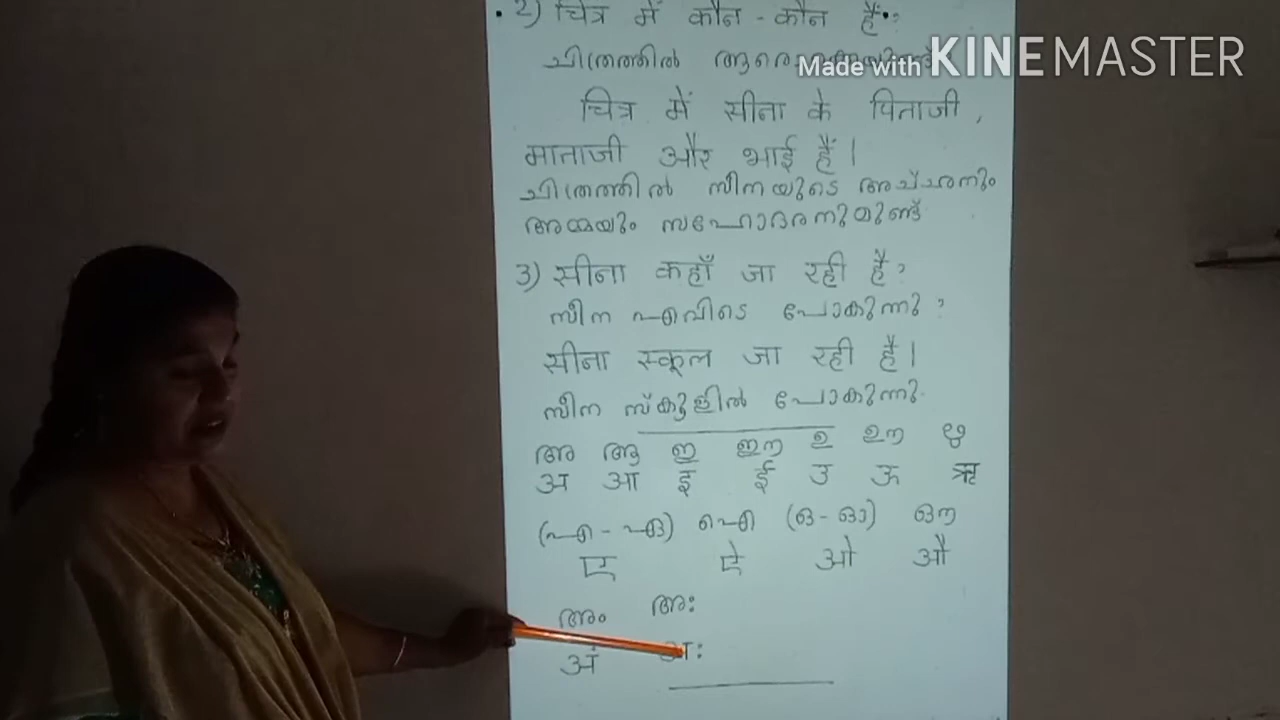 2) चित्र में कौन - कौन हैं?
ചിത്രത്തിൽ
Made with KINEMASTER
चित्र में सीना के पिताजी,
माताजी और भाई हैं।
ചിത്രത്തിൽ സീനയുടെ അച്ഛനും
അമ്മയും സഹോദരനുമുണ്ട്
3) सीना कहाँ जा रही है?
സീന എവിടെ പോകുന്നു?
सीना स्कूल जा रही है।
സീന സ്കൂളിൽ പോകുന്നു.
അ ആ ഇ ഈ ഉ ഊ ഋ
अ आ इ ई उ ऊ ऋ
(എ - ഏ) ഐ (ഒ - ഓ) ഔ
ए ऐ ओ औ
അം അഃ
अं अः